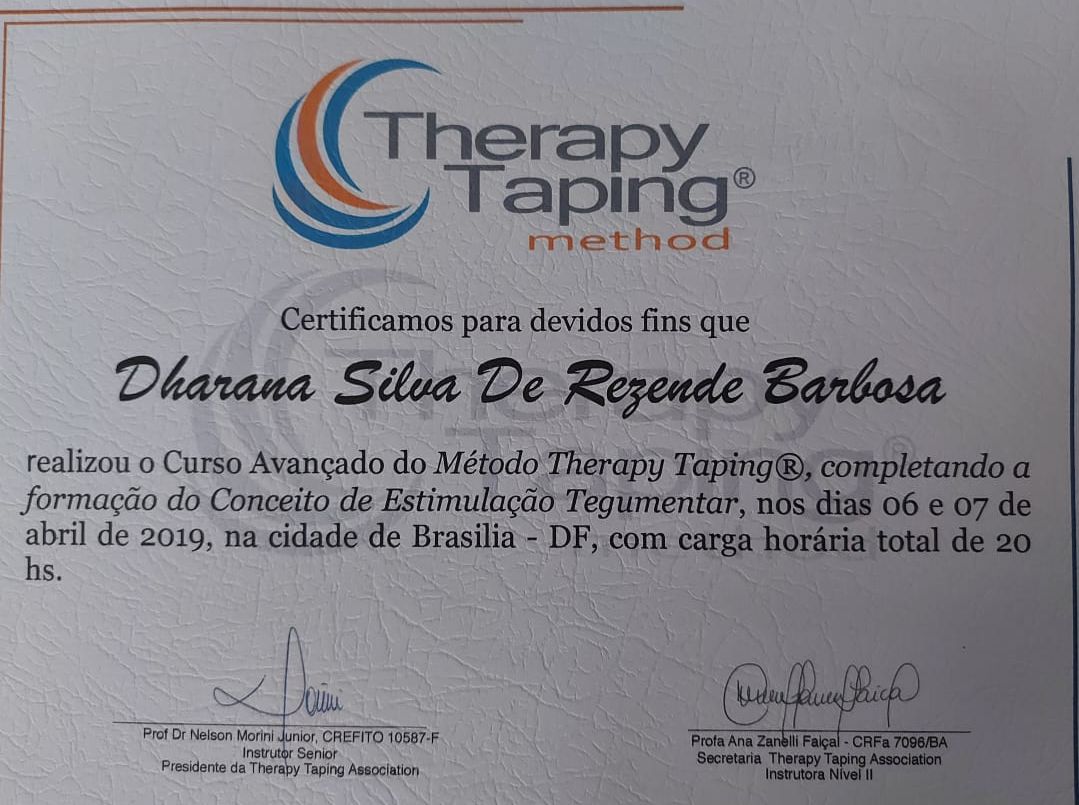 Therapy
Taping®
method
Certificamos para devidos fins que
Dharana Silva De Rezende Barbosa
realizou o Curso Avançado do Método Therapy Taping®, completando a
formação do Conceito de Estimulação Tegumentar, nos dias 06 e 07 de
abril de 2019, na cidade de Brasilia - DF, com carga horária total de 20
hs.
Prof Dr Nelson Morini Junior, CREFITO 10587-F
Instrutor Senior
Presidente da Therapy Taping Association
Profa Ana Zanelli Faiçal - CRFa 7096/BA
Secretaria Therapy Taping Association
Instrutora Nivel II